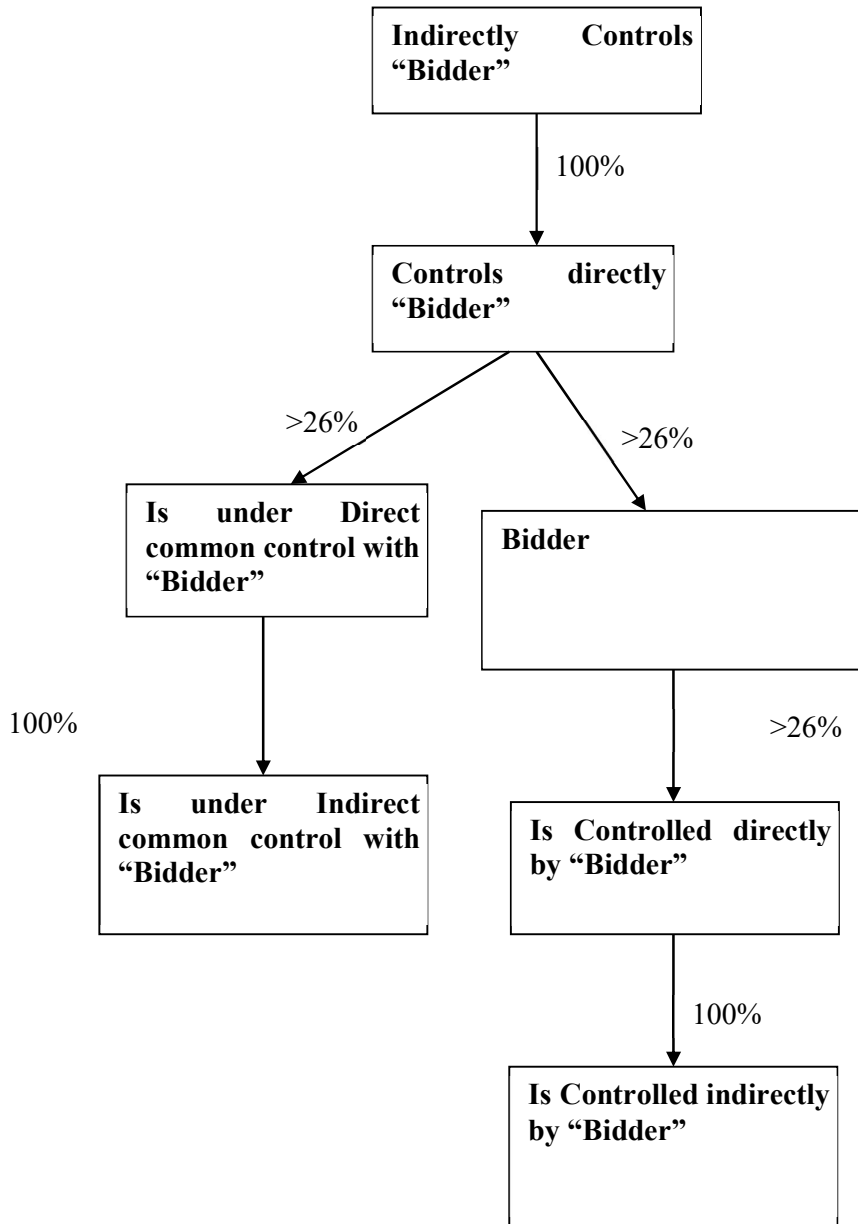 Indirectly Controls
“Bidder”
100%
Controls directly
“Bidder”
>26%
>26%
Is under Direct
common control with
“Bidder”
Bidder
100%
>26%
Is under Indirect
common control with
“Bidder”
Is Controlled directly
by “Bidder”
100%
Is Controlled indirectly
by “Bidder”